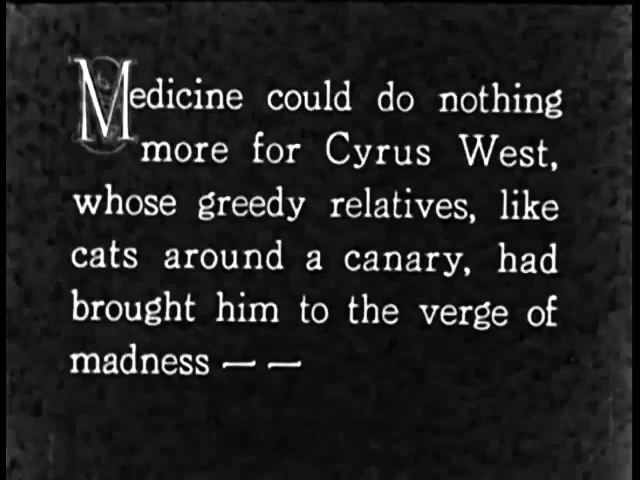 Medicine could do nothing
more for Cyrus West,
whose greedy relatives, like
cats around a canary, had
brought him to the verge of
madness — —